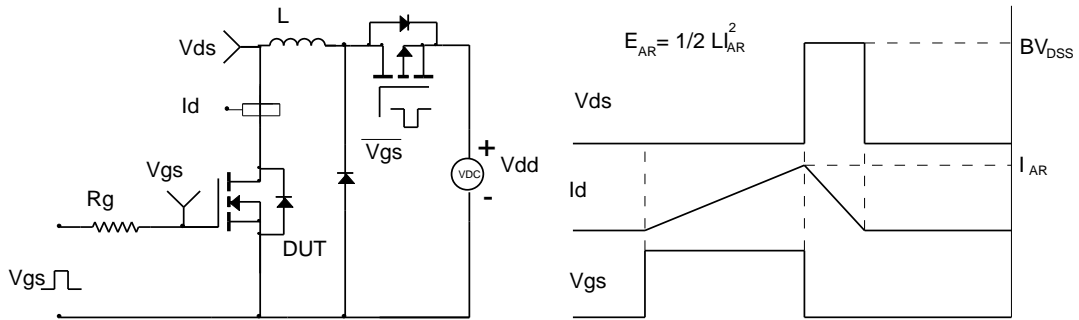 L
Vds
Id
Vgs
Rg
Vgs
DUT
Vgs
VDC
+
Vdd
-
E_AR = 1/2 LI_AR^2
Vds
BV_DSS
Id
I_AR
Vgs